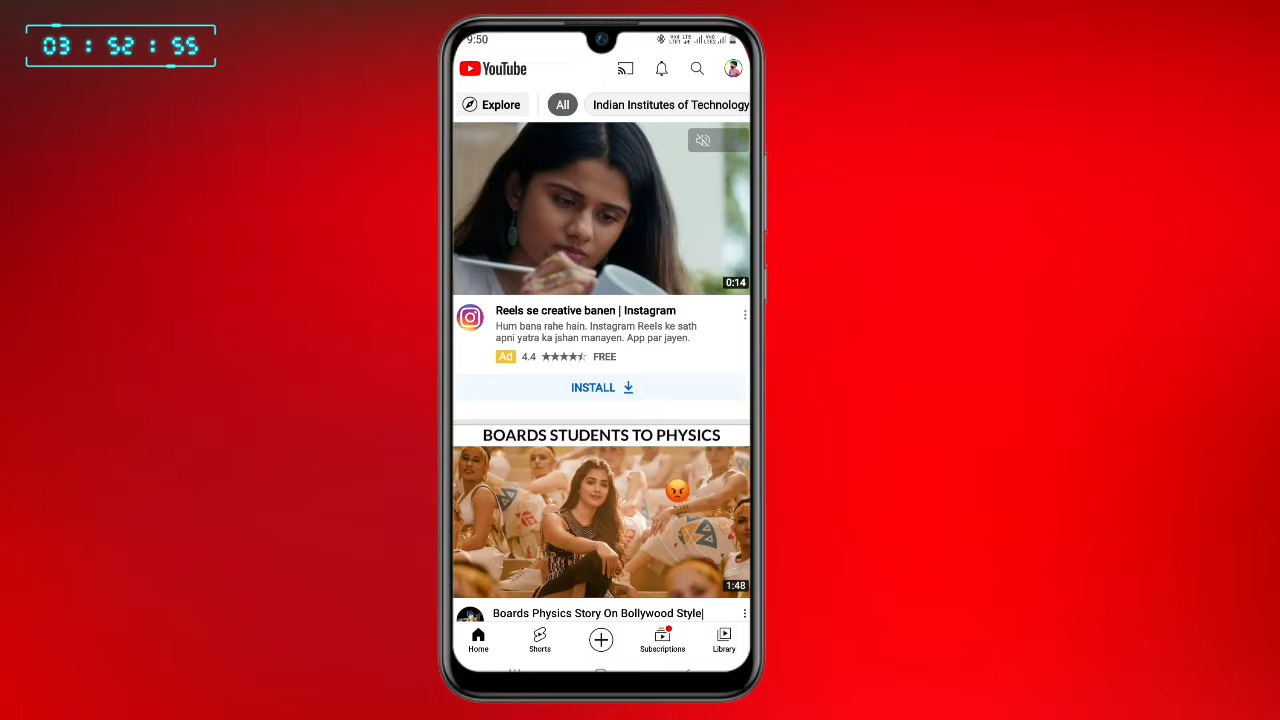 03 : 52 : 55
9:50
YouTube
Explore
All
Indian Institutes of Technology
0:14
Reels se creative banen | Instagram
Hum bana rahe hain. Instagram Reels ke sath
apni yatra ka jshan manayen. App par jayen.
Ad 4.4 FREE
INSTALL
BOARDS STUDENTS TO PHYSICS
1:48
Boards Physics Story On Bollywood Style|
Home
Shorts
Subscriptions
Library